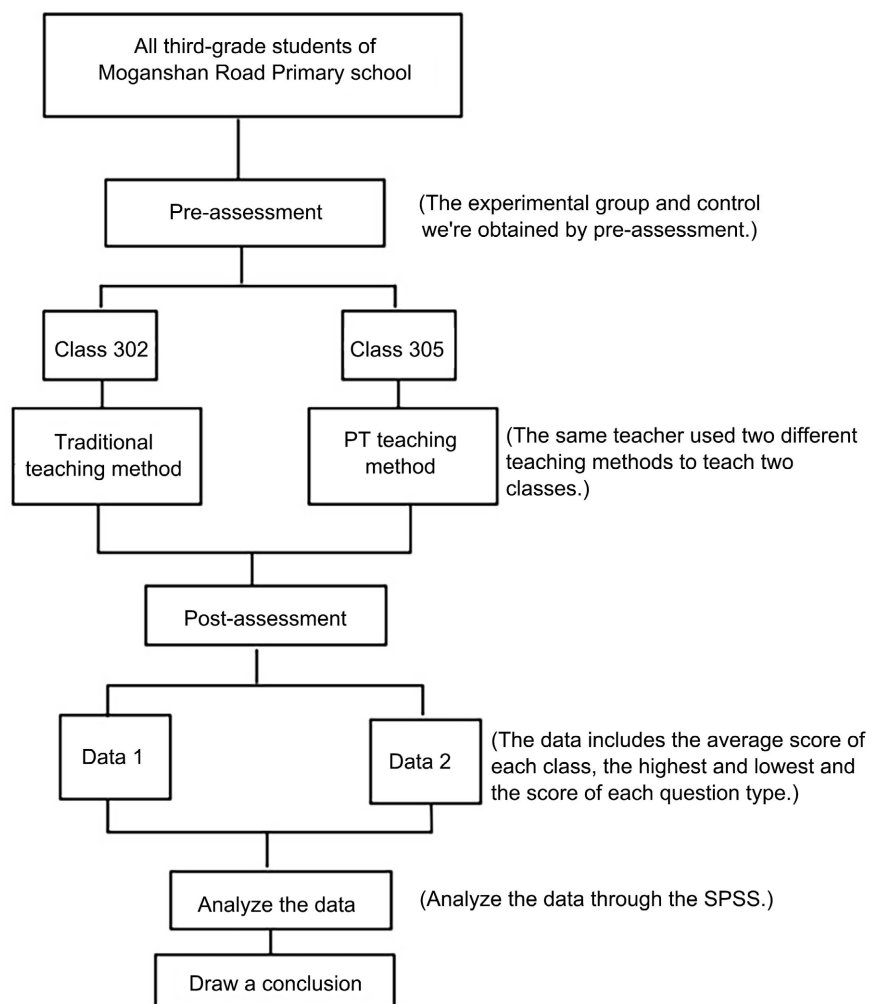 All third-grade students of
Moganshan Road Primary school
Pre-assessment
(The experimental group and control
we're obtained by pre-assessment.)
Class 302
Class 305
Traditional
teaching method
PT teaching
method
(The same teacher used two different
teaching methods to teach two
classes.)
Post-assessment
Data 1
Data 2
(The data includes the average score of
each class, the highest and lowest and
the score of each question type.)
Analyze the data
(Analyze the data through the SPSS.)
Draw a conclusion